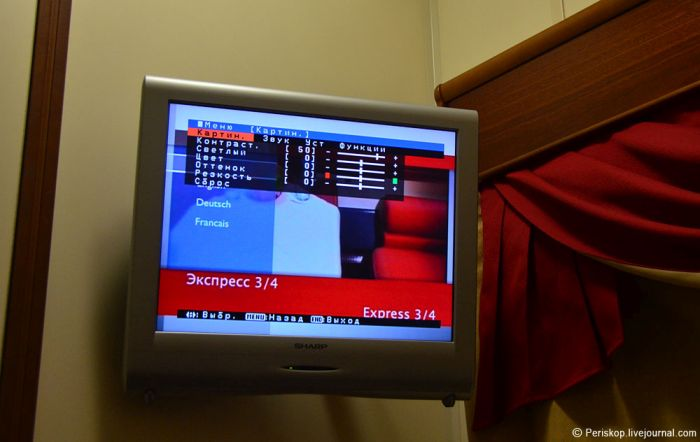 Меню [Картин.]
Картин. Звук Уст Функции
Контраст. [ 50] - +
Светлый [ 0] - +
Цвет [ 0] - +
Оттенок [ 0]
Резкость [ 0] - +
Сброс
English
Deutsch
Francais
Экспресс 3/4
Express 3/4
:Выбр. MENU:Назад END:Выход
SHARP
© Periskop.livejournal.com